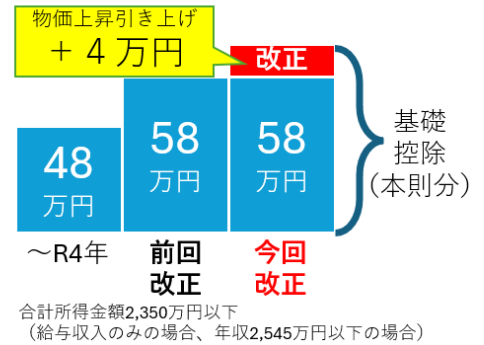 物価上昇引き上げ
＋４万円
改正
48
万円
58
万円
58
万円
基礎
控除
（本則分）
～R4年
前回
改正
今回
改正
合計所得金額2,350万円以下
（給与収入のみの場合、年収2,545万円以下の場合）